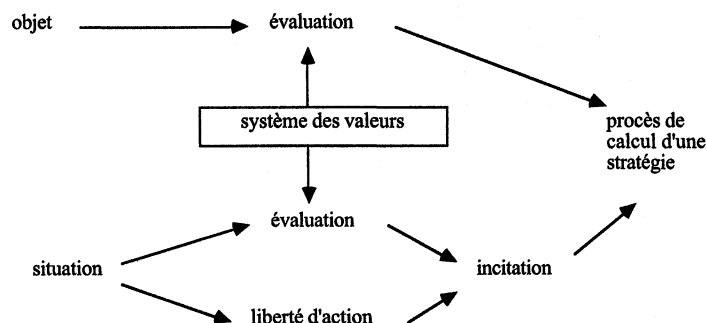 objet
évaluation
système des valeurs
procès de
calcul d'une
stratégie
évaluation
situation
incitation
liberté d'action